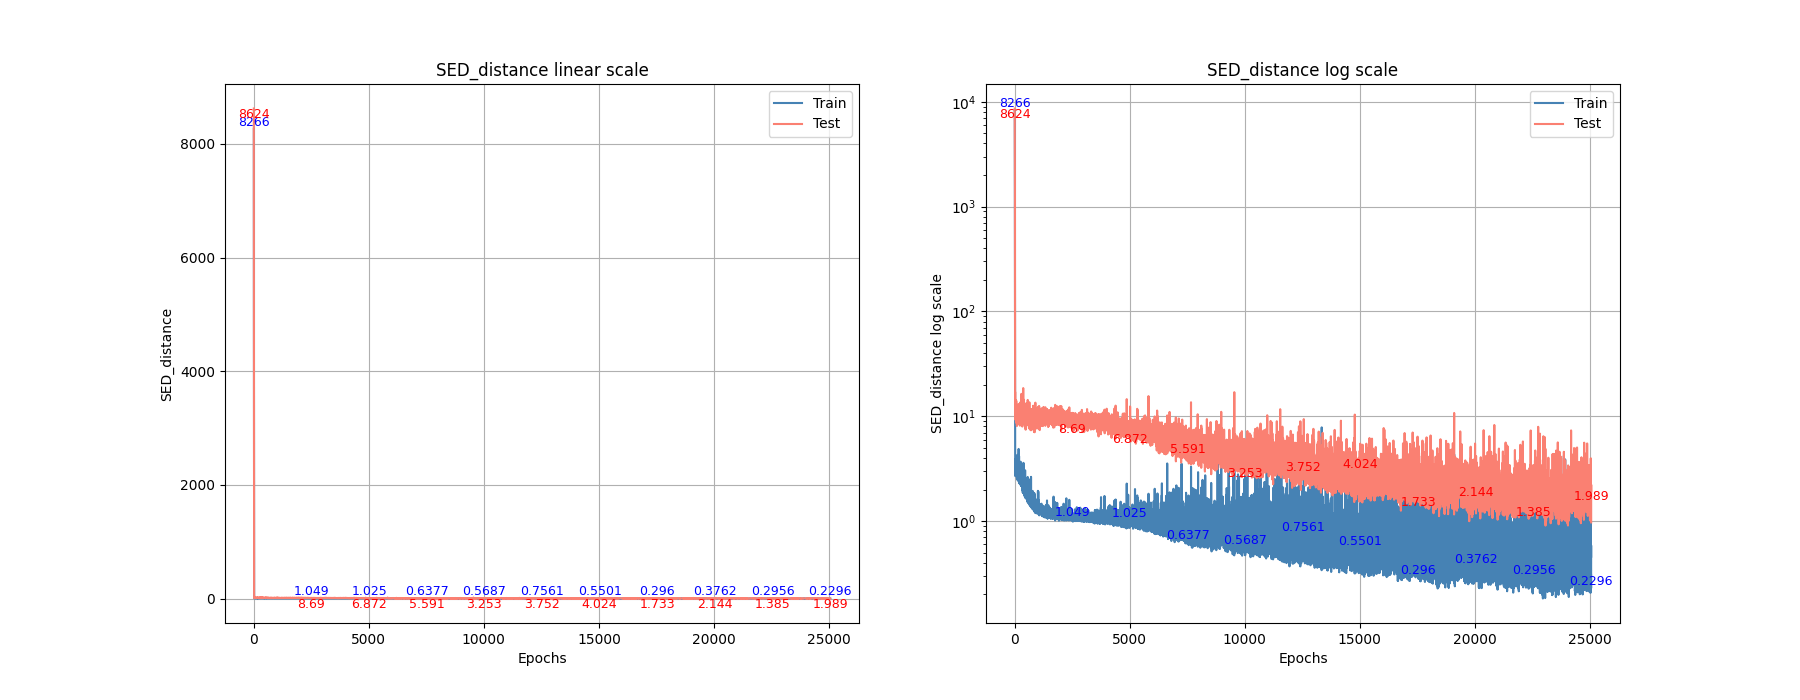 SED_distance linear scale
8624
8266
Train
Test
8000
6000
4000
2000
0
SED_distance
1.049 1.025 0.6377 0.5687 0.7561 0.5501 0.296 0.3762 0.2956 0.2296
8.69 6.872 5.591 3.253 3.752 4.024 1.733 2.144 1.385 1.989
0 5000 10000 15000 20000 25000
Epochs
SED_distance log scale
8266
8624
Train
Test
10^4
10^3
10^2
10^1
10^0
SED_distance log scale
8.69 6.872 5.591 3.253 3.752 4.024 1.733 2.144 1.385 1.989
1.049 1.025 0.6377 0.5687 0.7561 0.5501 0.296 0.3762 0.2956 0.2296
0 5000 10000 15000 20000 25000
Epochs